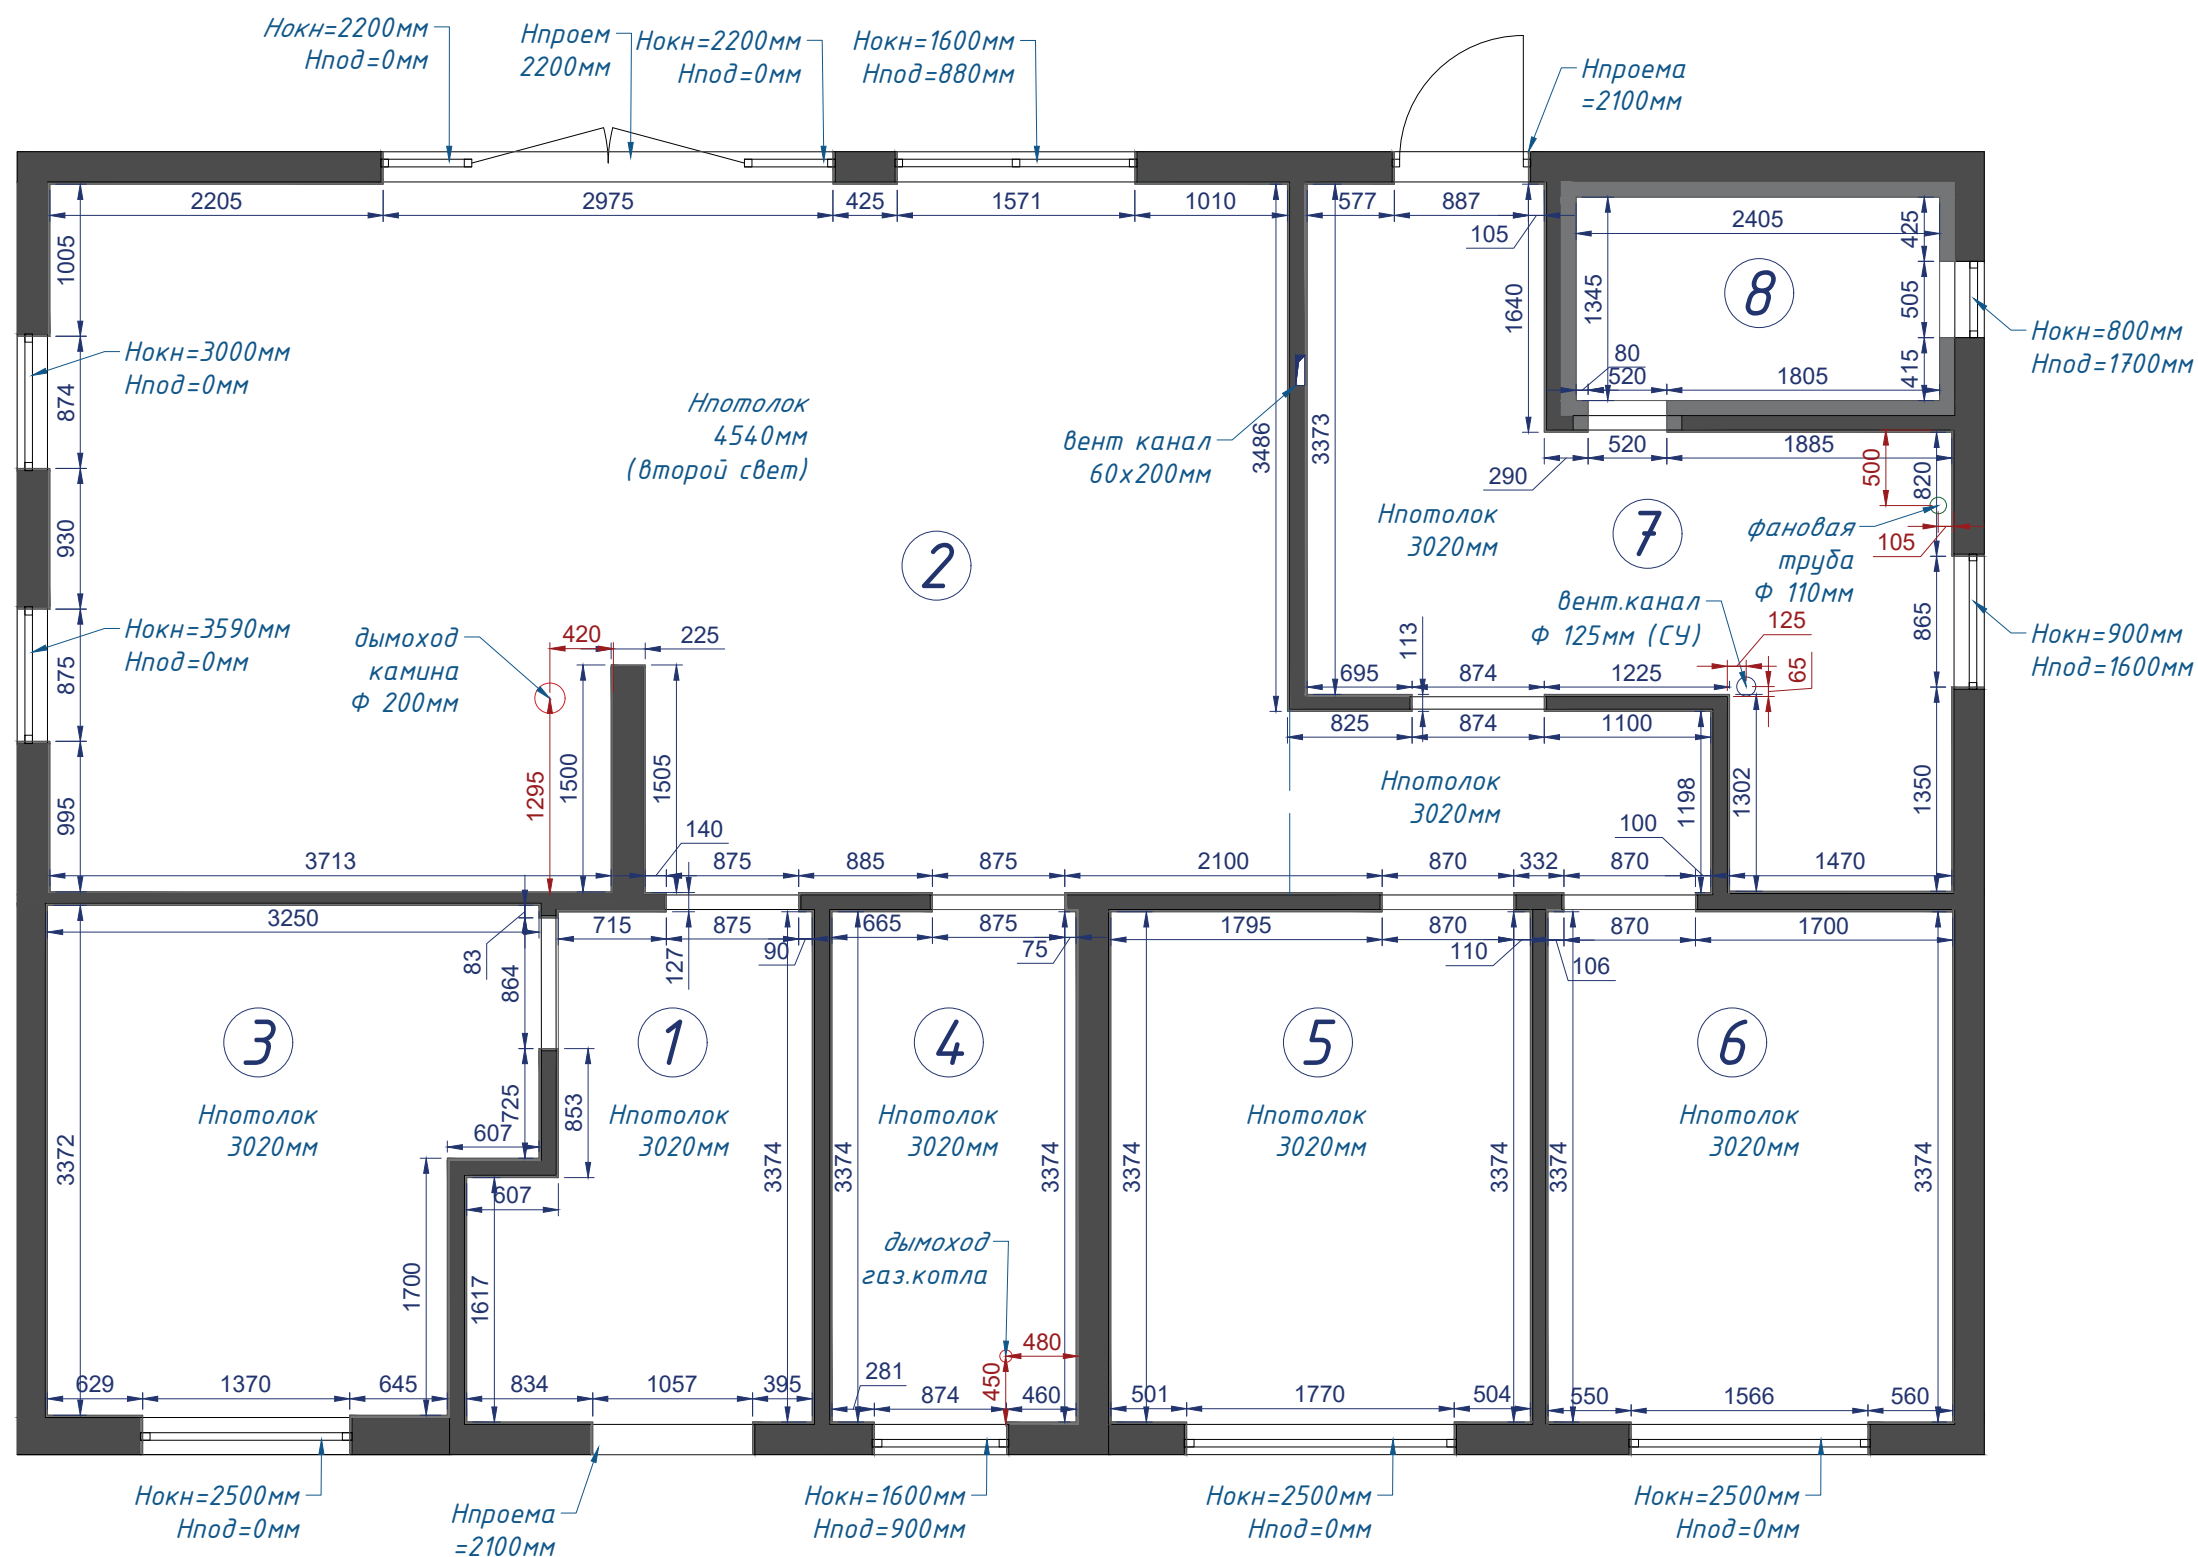 Нокн=2200мм
Нпод=0мм
Нпроем
2200мм
Нокн=2200мм
Нпод=0мм
Нокн=1600мм
Нпод=880мм
Нпроема
=2100мм
2205
2975
425
1571
1010
577
887
105
2405
425
1005
1640
1345
8
505
Нокн=800мм
Нпод=1700мм
Нокн=3000мм
Нпод=0мм
874
80
520
1805
415
Нпотолок
4540мм
(второй свет)
вент канал
60х200мм
3486
3373
290
520
1885
500
820
930
2
Нпотолок
3020мм
7
фановая
труба
Ф 110мм
105
вент.канал
Ф 125мм (СУ)
125
65
865
Нокн=900мм
Нпод=1600мм
Нокн=3590мм
Нпод=0мм
875
дымоход
камина
Ф 200мм
420
225
113
695
874
1225
825
874
1100
995
1295
1500
1505
Нпотолок
3020мм
1198
1302
1350
140
100
3713
875
885
875
2100
870
332
870
1470
3250
715
875
665
875
1795
870
870
1700
83
864
127
90
75
110
106
3
1
4
5
6
725
853
Нпотолок
3020мм
Нпотолок
3020мм
Нпотолок
3020мм
Нпотолок
3020мм
Нпотолок
3020мм
607
3372
3374
3374
3374
3374
3374
3374
3374
607
1700
1617
дымоход
газ.котла
480
450
281
629
1370
645
834
1057
395
874
460
501
1770
504
550
1566
560
Нокн=2500мм
Нпод=0мм
Нпроема
=2100мм
Нокн=1600мм
Нпод=900мм
Нокн=2500мм
Нпод=0мм
Нокн=2500мм
Нпод=0мм